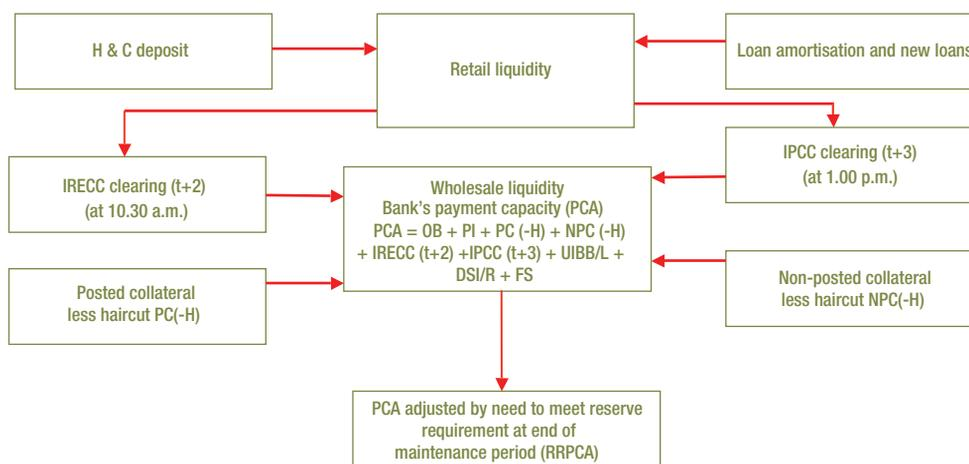 H & C deposit
Retail liquidity
Loan amortisation and new loans
IRECC clearing (t+2)
(at 10.30 a.m.)
IPCC clearing (t+3)
(at 1.00 p.m.)
Wholesale liquidity
Bank's payment capacity (PCA)
PCA = OB + PI + PC (-H) + NPC (-H)
+ IRECC (t+2) +IPCC (t+3) + UIBB/L +
DSI/R + FS
Posted collateral
less haircut PC(-H)
Non-posted collateral
less haircut NPC(-H)
PCA adjusted by need to meet reserve
requirement at end of
maintenance period (RRPCA)